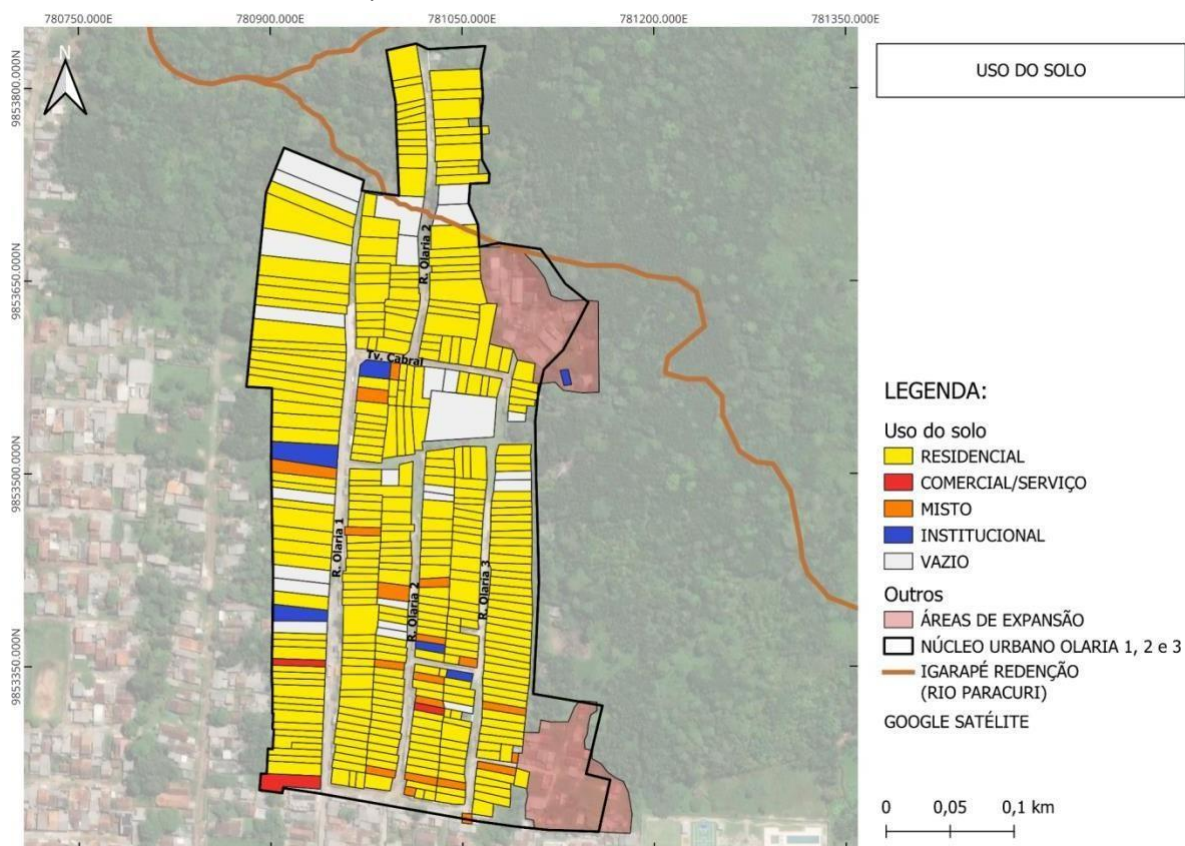 780750.000E 780900.000E 781050.000E 781200.000E 781350.000E
9853800.000N
9853650.000N
9853500.000N
9853350.000N
N
R. Olaria 2
Tv. Cabral
R. Olaria 1
R. Olaria 2
R. Olaria 3
USO DO SOLO
LEGENDA:
Uso do solo
RESIDENCIAL
COMERCIAL/SERVIÇO
MISTO
INSTITUCIONAL
VAZIO
Outros
ÁREAS DE EXPANSÃO
NÚCLEO URBANO OLARIA 1, 2 e 3
IGARAPÉ REDENÇÃO
(RIO PARACURI)
GOOGLE SATÉLITE
0 0,05 0,1 km